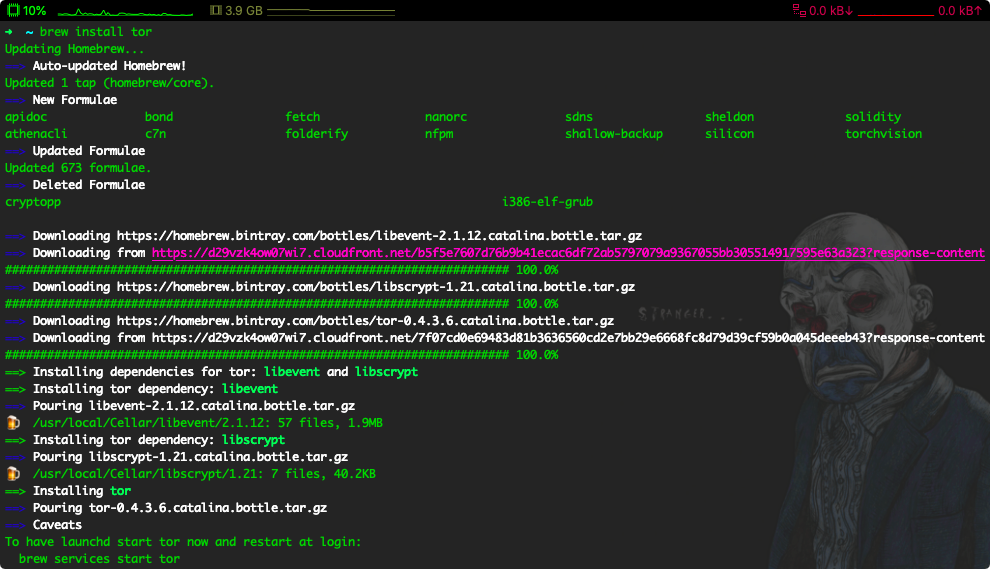 10% 3.9 GB 0.0 kB↓ 0.0 kB↑
➜ ~ brew install tor
Updating Homebrew...
==> Auto-updated Homebrew!
Updated 1 tap (homebrew/core).
==> New Formulae
apidoc bond fetch nanorc sdns sheldon solidity
athenacli c7n folderify nfpm shallow-backup silicon torchvision
==> Updated Formulae
Updated 673 formulae.
==> Deleted Formulae
cryptopp i386-elf-grub
==> Downloading https://homebrew.bintray.com/bottles/libevent-2.1.12.catalina.bottle.tar.gz
==> Downloading from https://d29vzk4ow07wi7.cloudfront.net/b5f5e7607d76b9b41ecac6df72ab5797079a9367055bb305514917595e63a323?response-content
######################################################################## 100.0%
==> Downloading https://homebrew.bintray.com/bottles/libscrypt-1.21.catalina.bottle.tar.gz
######################################################################## 100.0%
==> Downloading https://homebrew.bintray.com/bottles/tor-0.4.3.6.catalina.bottle.tar.gz
==> Downloading from https://d29vzk4ow07wi7.cloudfront.net/7f07cd0e69483d81b3636560cd2e7bb29e6668fc8d79d39cf59b0a045deeeb43?response-content
######################################################################## 100.0%
==> Installing dependencies for tor: libevent and libscrypt
==> Installing tor dependency: libevent
==> Pouring libevent-2.1.12.catalina.bottle.tar.gz
🍺 /usr/local/Cellar/libevent/2.1.12: 57 files, 1.9MB
==> Installing tor dependency: libscrypt
==> Pouring libscrypt-1.21.catalina.bottle.tar.gz
🍺 /usr/local/Cellar/libscrypt/1.21: 7 files, 40.2KB
==> Installing tor
==> Pouring tor-0.4.3.6.catalina.bottle.tar.gz
==> Caveats
To have launchd start tor now and restart at login:
brew services start tor
STRANGER...